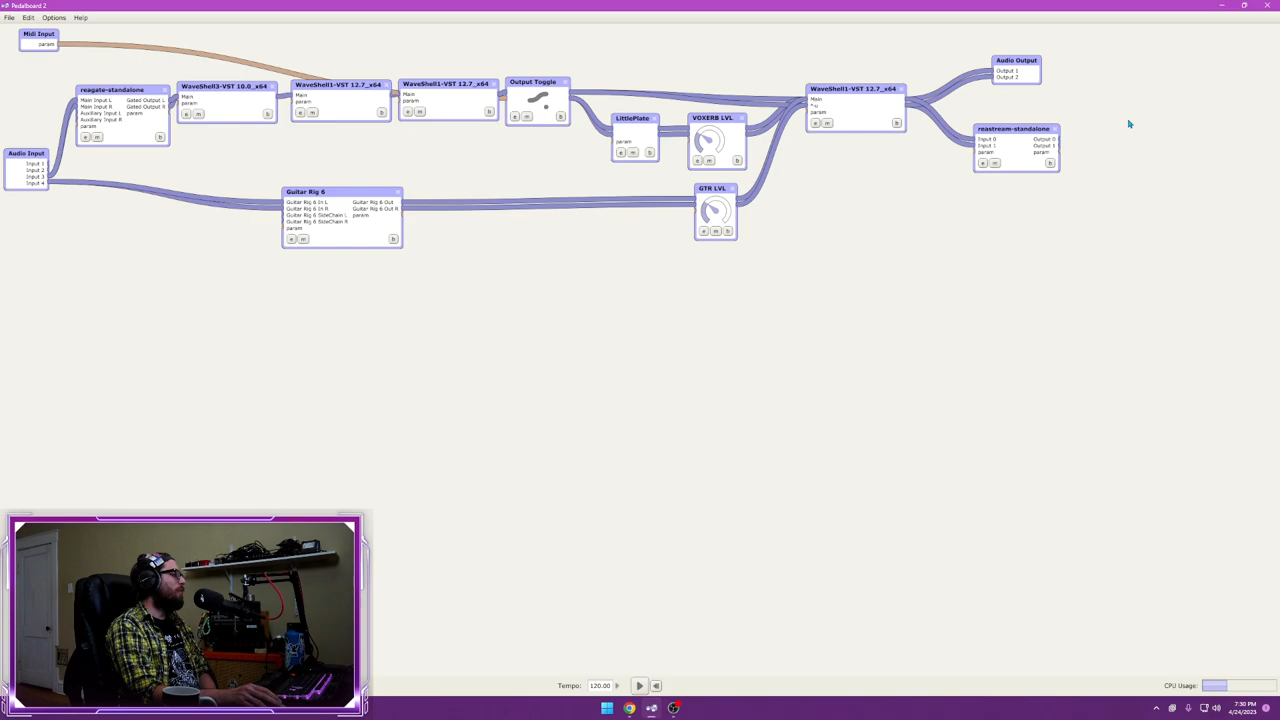 Pedalboard 2
File Edit Options Help
Midi Input
param
reagate-standalone
Main Input L Gated Output L
Main Input R Gated Output R
Auxiliary Input L param
Auxiliary Input R
param
e m b
WaveShell3-VST 10.0_x64
Main
param
e m b
WaveShell1-VST 12.7_x64
Main
param
e m b
WaveShell1-VST 12.7_x64
Main
param
e m b
Output Toggle
e m b
LittlePlate
param
e m b
VOXERB LVL
e m b
WaveShell1-VST 12.7_x64
Main
param
e m b
Audio Output
Output 1
Output 2
reastream-standalone
Input 0 Output 0
Input 1 Output 1
param param
e m b
Audio Input
Input 1
Input 2
Input 3
Input 4
Guitar Rig 6
Guitar Rig 6 In L Guitar Rig 6 Out
Guitar Rig 6 In R Guitar Rig 6 Out R
Guitar Rig 6 SideChain L param
Guitar Rig 6 SideChain R
param
e m b
GTR LVL
e m b
Tempo: 120.00
CPU Usage:
7:30 PM
4/24/2023